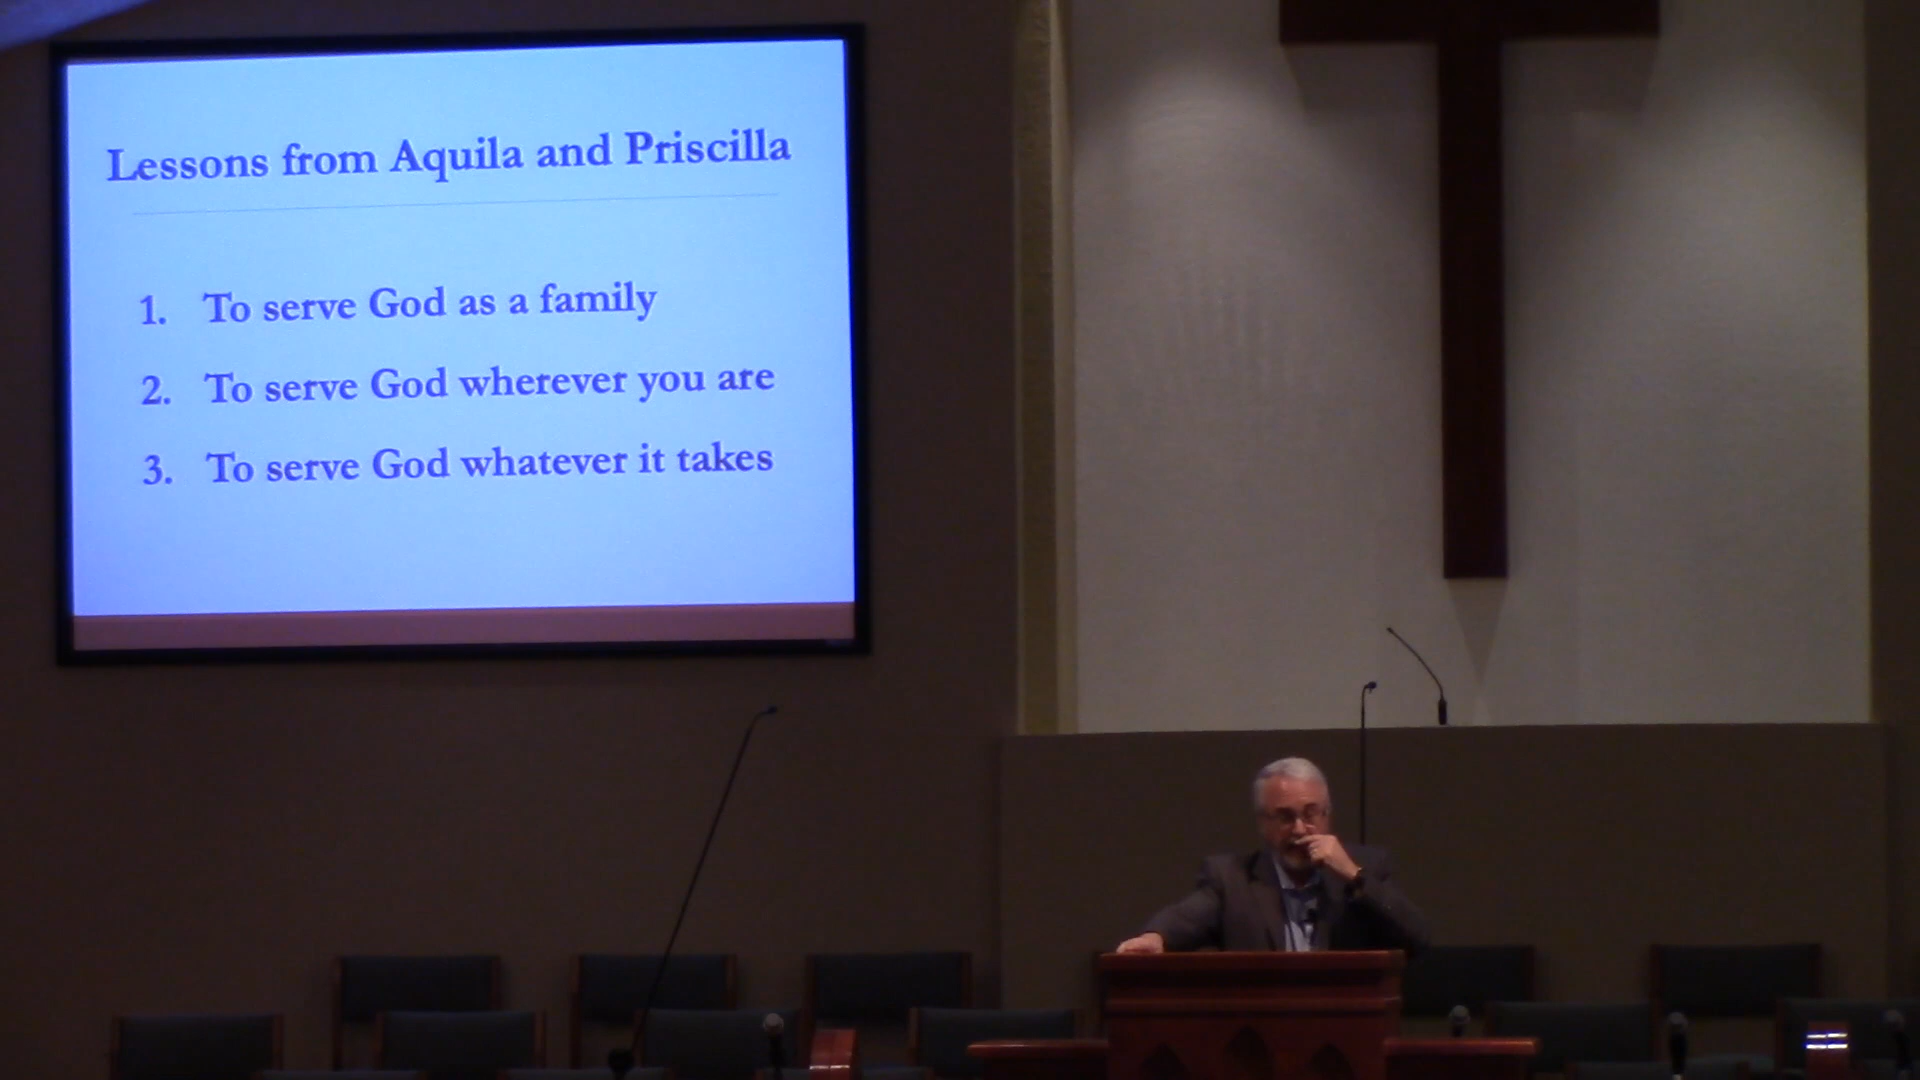 Lessons from Aquila and Priscilla
1. To serve God as a family
2. To serve God wherever you are
3. To serve God whatever it takes